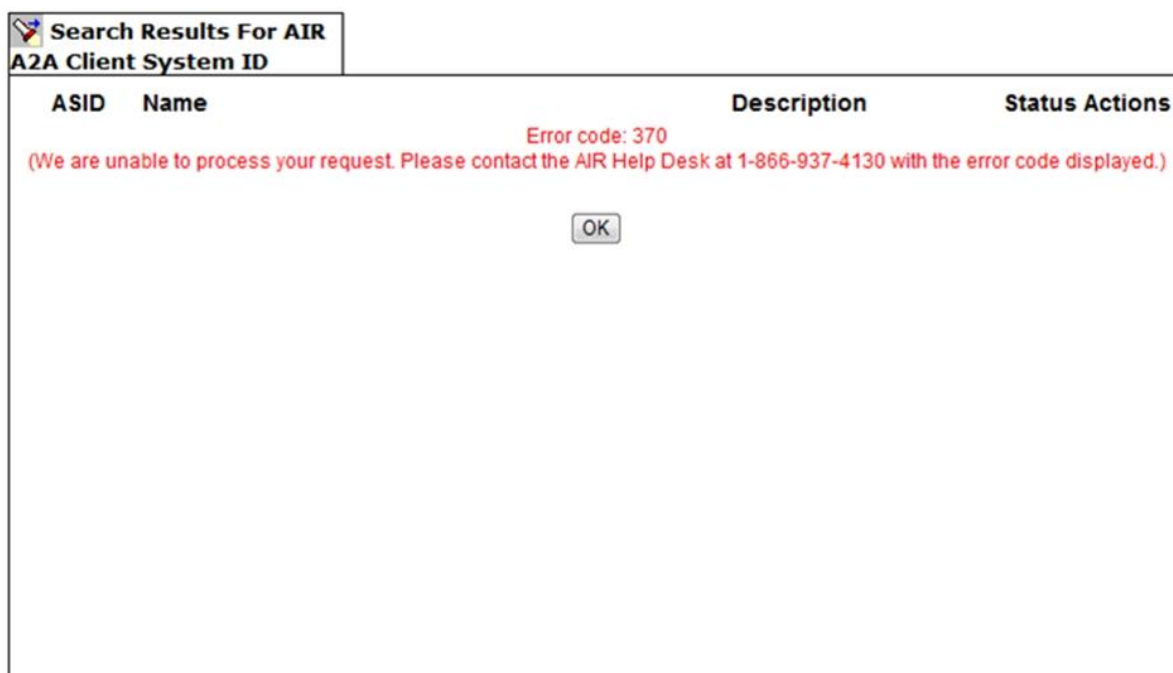 Search Results For AIR
A2A Client System ID
ASID Name Description Status Actions
Error code: 370
(We are unable to process your request. Please contact the AIR Help Desk at 1-866-937-4130 with the error code displayed.)
OK